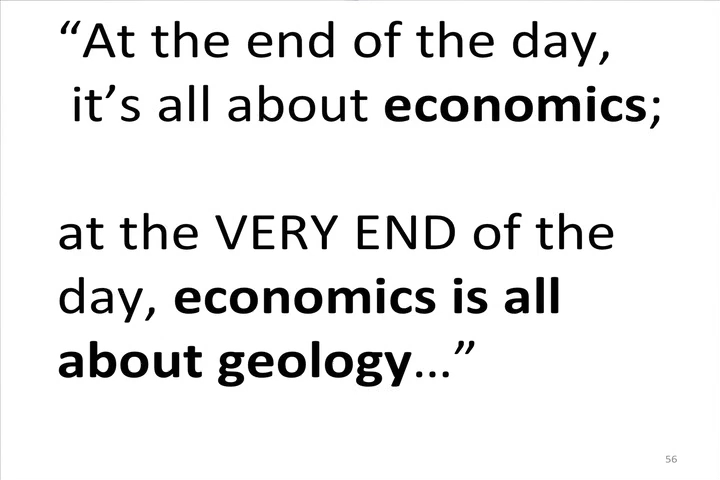 “At the end of the day,
it’s all about economics;
at the VERY END of the
day, economics is all
about geology…”
56